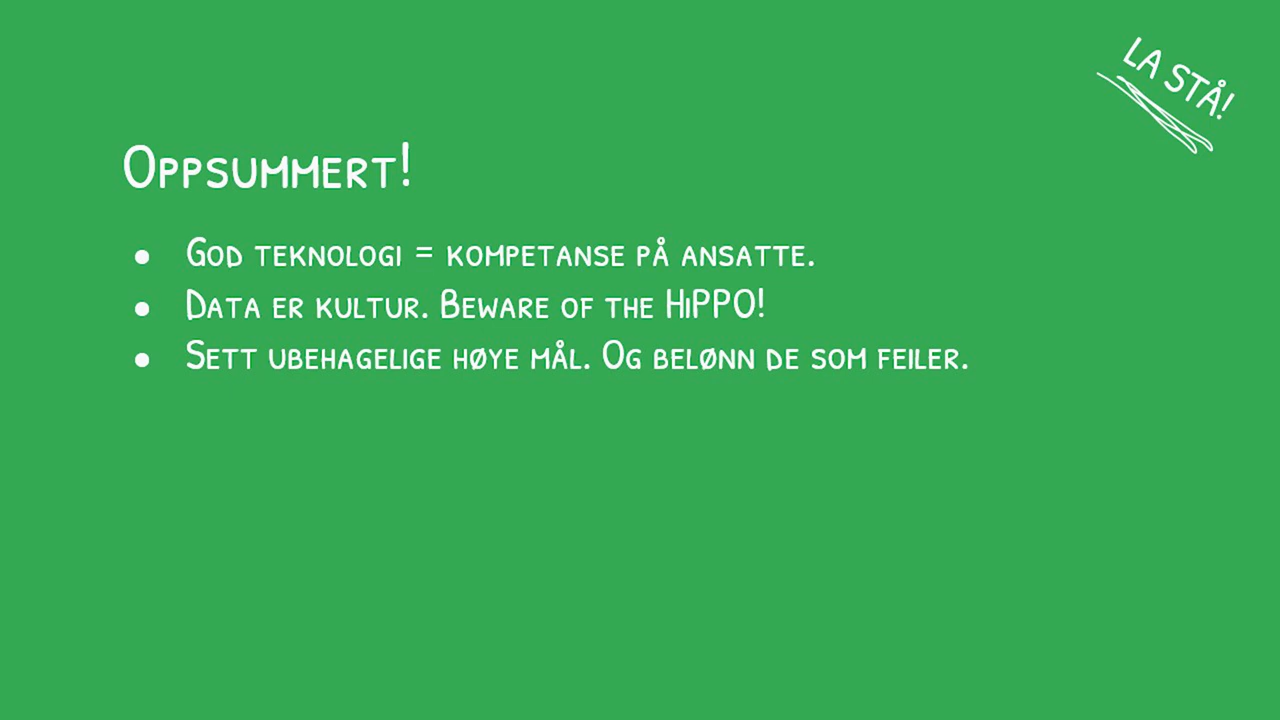 LA STÅ!
Oppsummert!
● God teknologi = kompetanse på ansatte.
● Data er kultur. Beware of the HiPPO!
● Sett ubehagelige høye mål. Og belønn de som feiler.